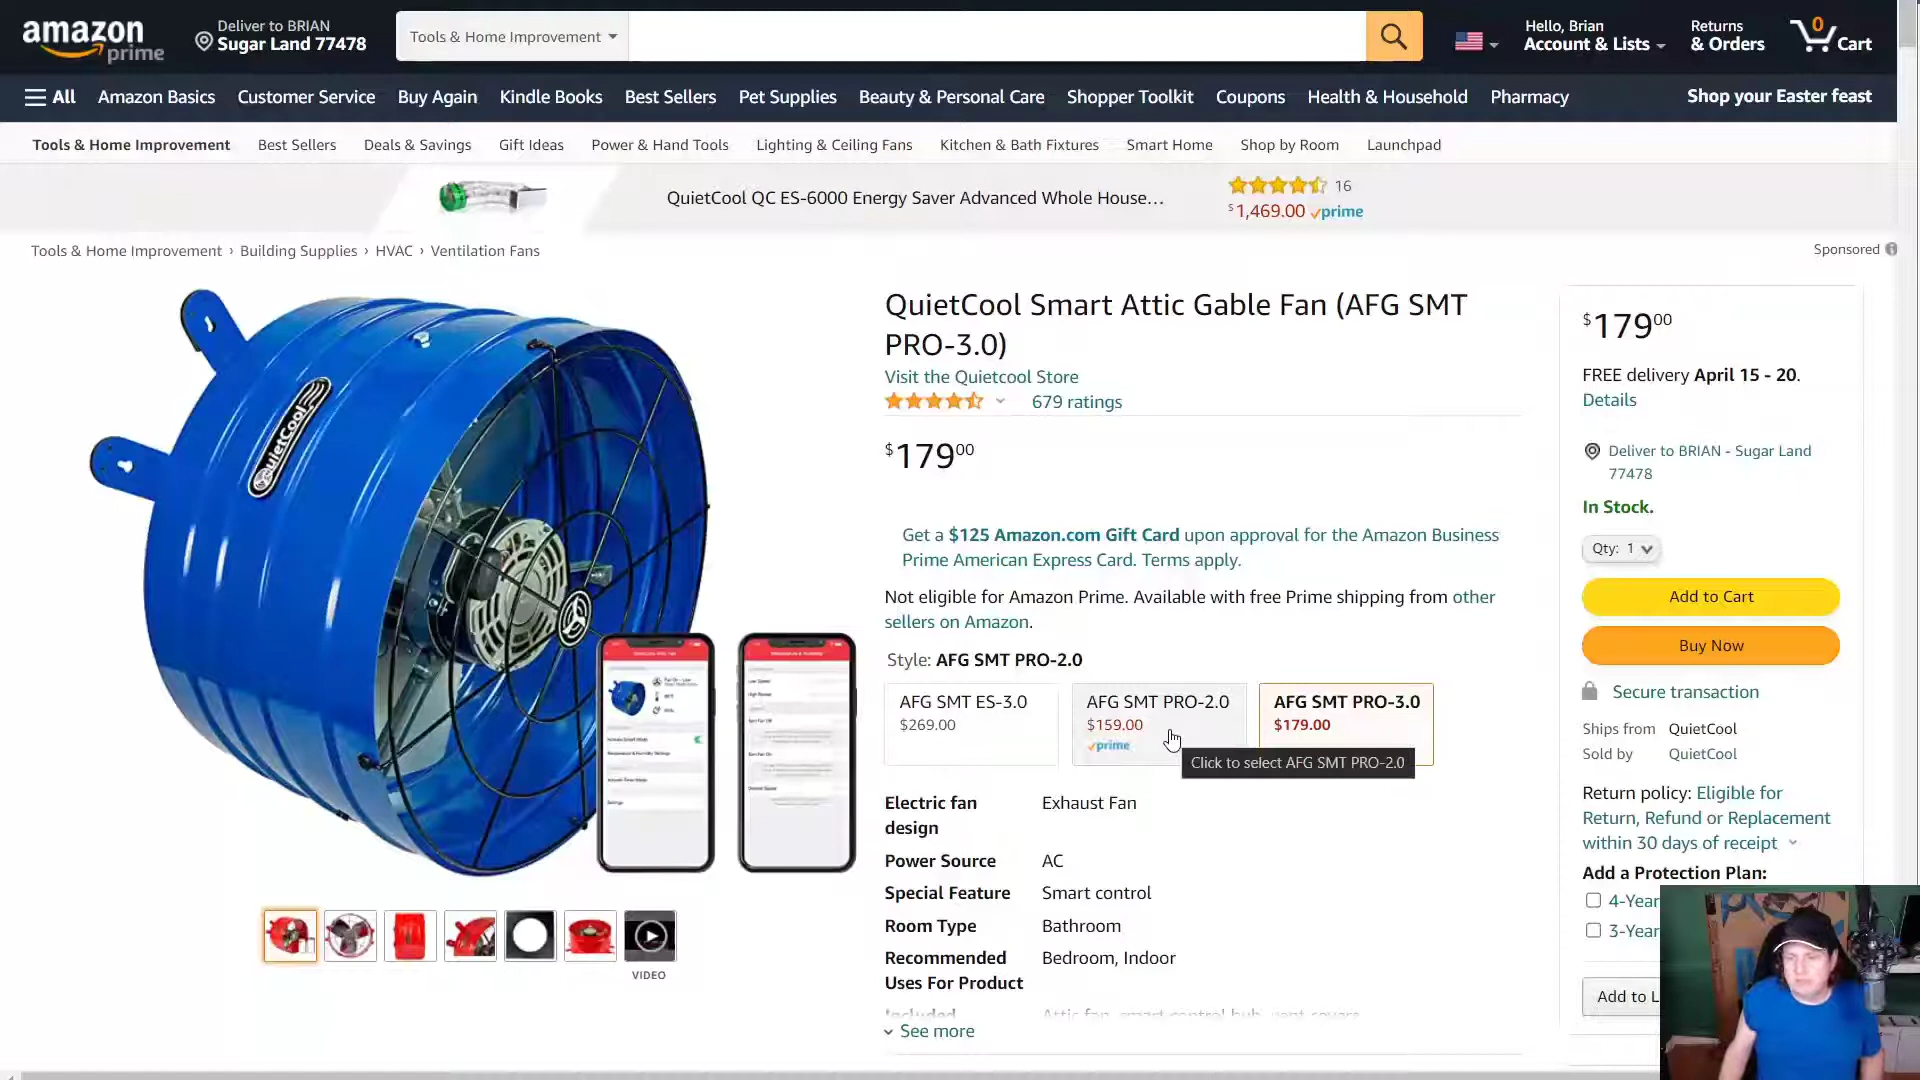 amazon prime
Deliver to BRIAN
Sugar Land 77478
Tools & Home Improvement
Hello, Brian
Account & Lists
Returns
& Orders
0
Cart
All
Amazon Basics
Customer Service
Buy Again
Kindle Books
Best Sellers
Pet Supplies
Beauty & Personal Care
Shopper Toolkit
Coupons
Health & Household
Pharmacy
Shop your Easter feast
Tools & Home Improvement
Best Sellers
Deals & Savings
Gift Ideas
Power & Hand Tools
Lighting & Ceiling Fans
Kitchen & Bath Fixtures
Smart Home
Shop by Room
Launchpad
QuietCool QC ES-6000 Energy Saver Advanced Whole House…
16
$1,469.00 prime
Tools & Home Improvement › Building Supplies › HVAC › Ventilation Fans
Sponsored
QuietCool
QuietCool Smart Attic Gable Fan (AFG SMT
PRO-3.0)
Visit the Quietcool Store
679 ratings
$17900
Get a $125 Amazon.com Gift Card upon approval for the Amazon Business
Prime American Express Card. Terms apply.
Not eligible for Amazon Prime. Available with free Prime shipping from other
sellers on Amazon.
Style: AFG SMT PRO-2.0
AFG SMT ES-3.0
$269.00
AFG SMT PRO-2.0
$159.00
prime
AFG SMT PRO-3.0
$179.00
Click to select AFG SMT PRO-2.0
Electric fan
design
Exhaust Fan
Power Source
AC
Special Feature
Smart control
Room Type
Bathroom
Recommended
Uses For Product
Bedroom, Indoor
See more
VIDEO
$17900
FREE delivery April 15 - 20.
Details
Deliver to BRIAN - Sugar Land
77478
In Stock.
Qty: 1
Add to Cart
Buy Now
Secure transaction
Ships from QuietCool
Sold by QuietCool
Return policy: Eligible for
Return, Refund or Replacement
within 30 days of receipt
Add a Protection Plan:
4-Year
3-Year
Add to L